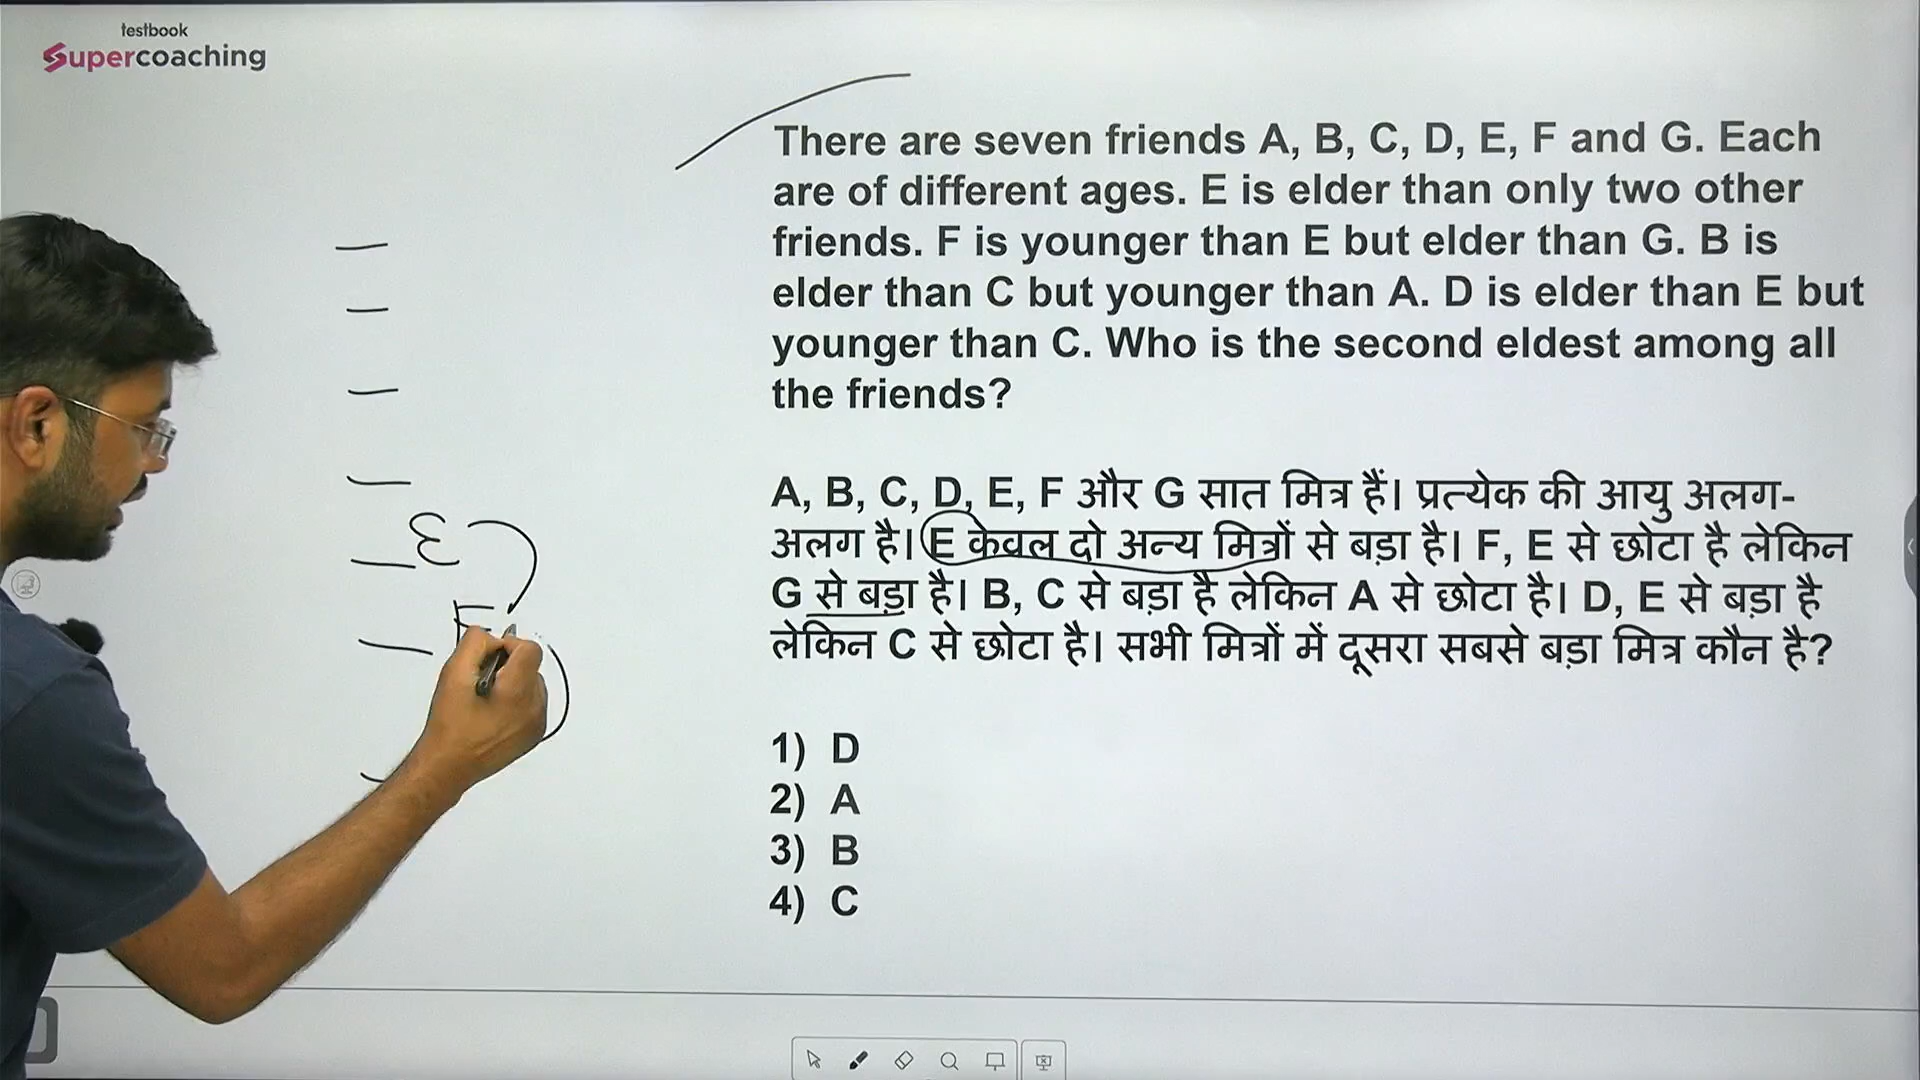 testbook
Supercoaching
There are seven friends A, B, C, D, E, F and G. Each
are of different ages. E is elder than only two other
friends. F is younger than E but elder than G. B is
elder than C but younger than A. D is elder than E but
younger than C. Who is the second eldest among all
the friends?
A, B, C, D, E, F और G सात मित्र हैं। प्रत्येक की आयु अलग-
अलग है। E केवल दो अन्य मित्रों से बड़ा है। F, E से छोटा है लेकिन
G से बड़ा है। B, C से बड़ा है लेकिन A से छोटा है। D, E से बड़ा है
लेकिन C से छोटा है। सभी मित्रों में दूसरा सबसे बड़ा मित्र कौन है?
1) D
2) A
3) B
4) C
E
F